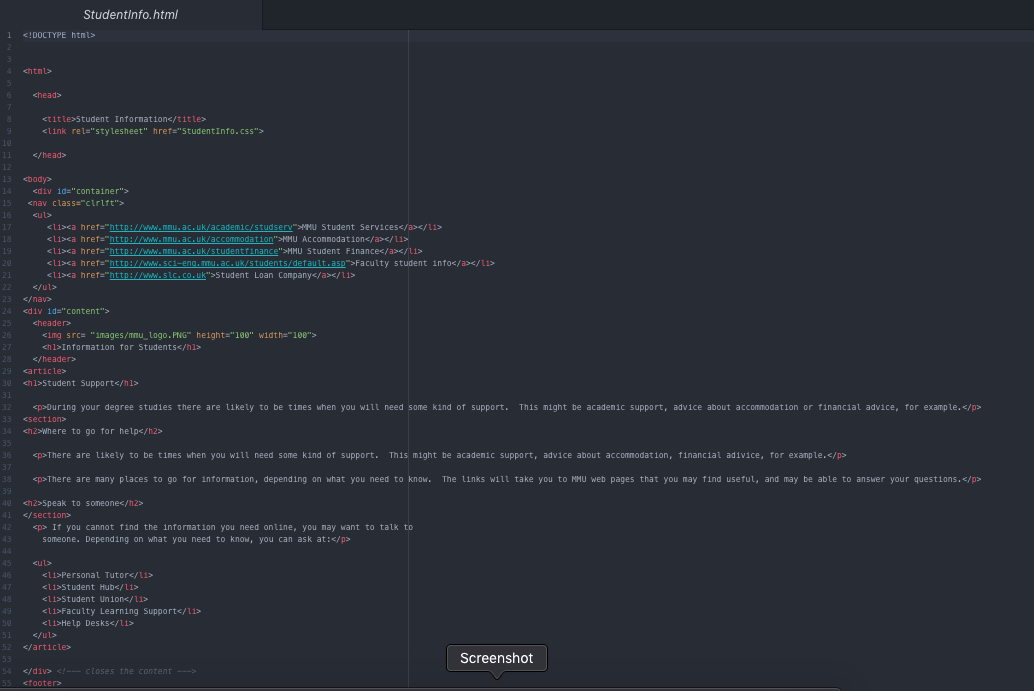 StudentInfo.html
1 <!DOCTYPE html>
2
3
4 <html>
5
6 <head>
7
8 <title>Student Information</title>
9 <link rel="stylesheet" href="StudentInfo.css">
10
11 </head>
12
13 <body>
14 <div id="container">
15 <nav class="clrlft">
16 <ul>
17 <li><a href="http://www.mmu.ac.uk/academic/studserv">MMU Student Services</a></li>
18 <li><a href="http://www.mmu.ac.uk/accommodation">MMU Accommodation</a></li>
19 <li><a href="http://www.mmu.ac.uk/studentfinance">MMU Student Finance</a></li>
20 <li><a href="http://www.sci-eng.mmu.ac.uk/students/default.asp">Faculty student info</a></li>
21 <li><a href="http://www.slc.co.uk">Student Loan Company</a></li>
22 </ul>
23 </nav>
24 <div id="content">
25 <header>
26 <img src= "images/mmu_logo.PNG" height="100" width="100">
27 <h1>Information for Students</h1>
28 </header>
29 <article>
30 <h1>Student Support</h1>
31
32 <p>During your degree studies there are likely to be times when you will need some kind of support.  This might be academic support, advice about accommodation or financial advice, for example.</p>
33 <section>
34 <h2>Where to go for help</h2>
35
36 <p>There are likely to be times when you will need some kind of support.  This might be academic support, advice about accommodation, financial adivice, for example.</p>
37
38 <p>There are many places to go for information, depending on what you need to know.  The links will take you to MMU web pages that you may find useful, and may be able to answer your questions.</p>
39
40 <h2>Speak to someone</h2>
41 </section>
42 <p> If you cannot find the information you need online, you may want to talk to
43 someone. Depending on what you need to know, you can ask at:</p>
44
45 <ul>
46 <li>Personal Tutor</li>
47 <li>Student Hub</li>
48 <li>Student Union</li>
49 <li>Faculty Learning Support</li>
50 <li>Help Desks</li>
51 </ul>
52 </article>
53
54 </div> <!--- closes the content --->
55 <footer>
Screenshot